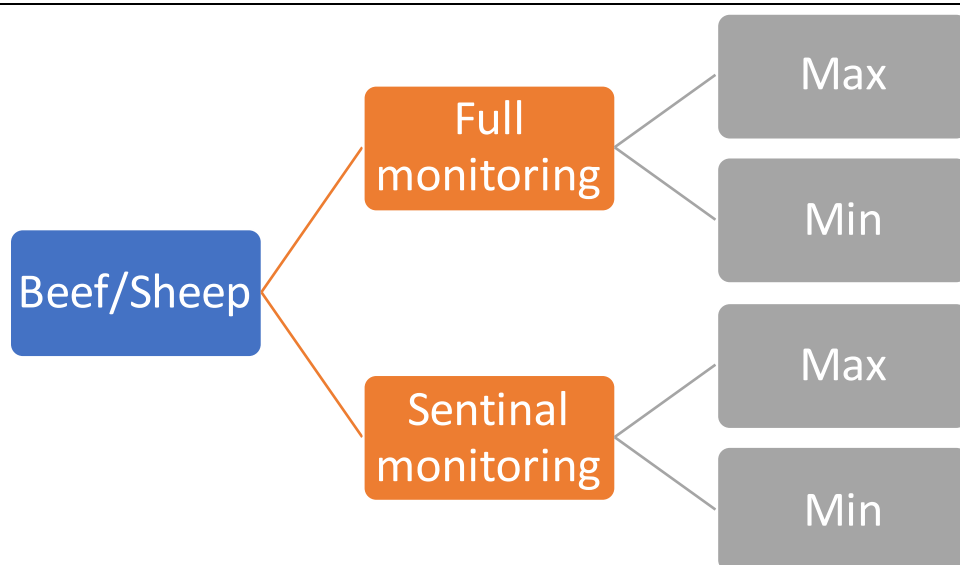 Beef/Sheep
Full
monitoring
Max
Min
Sentinal
monitoring
Max
Min